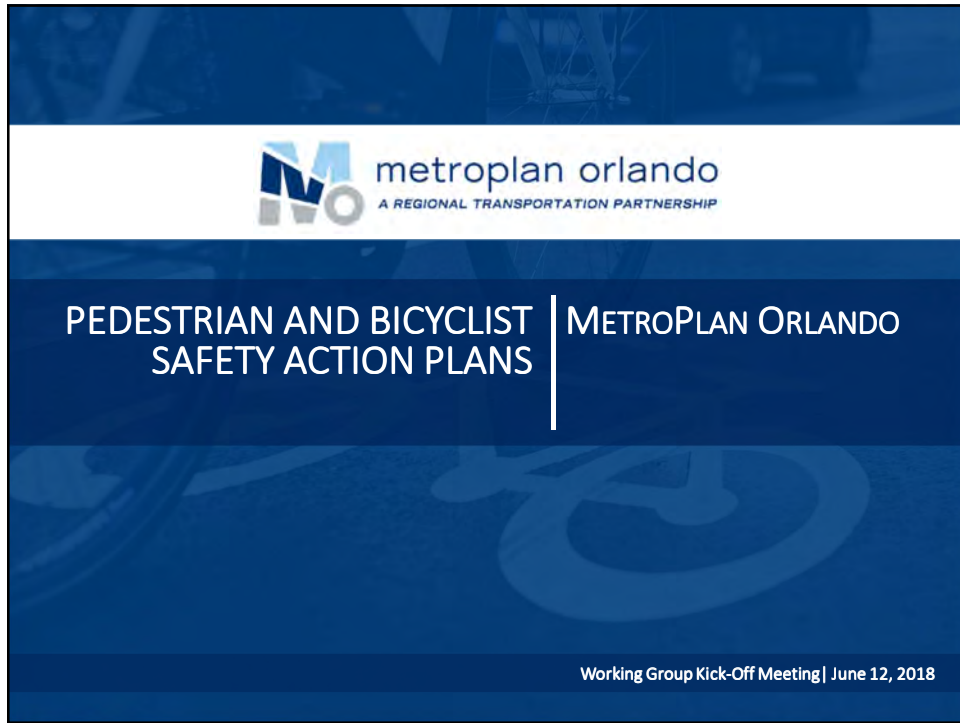 metroplan orlando
A REGIONAL TRANSPORTATION PARTNERSHIP
PEDESTRIAN AND BICYCLIST
SAFETY ACTION PLANS
METROPLAN ORLANDO
Working Group Kick-Off Meeting| June 12, 2018